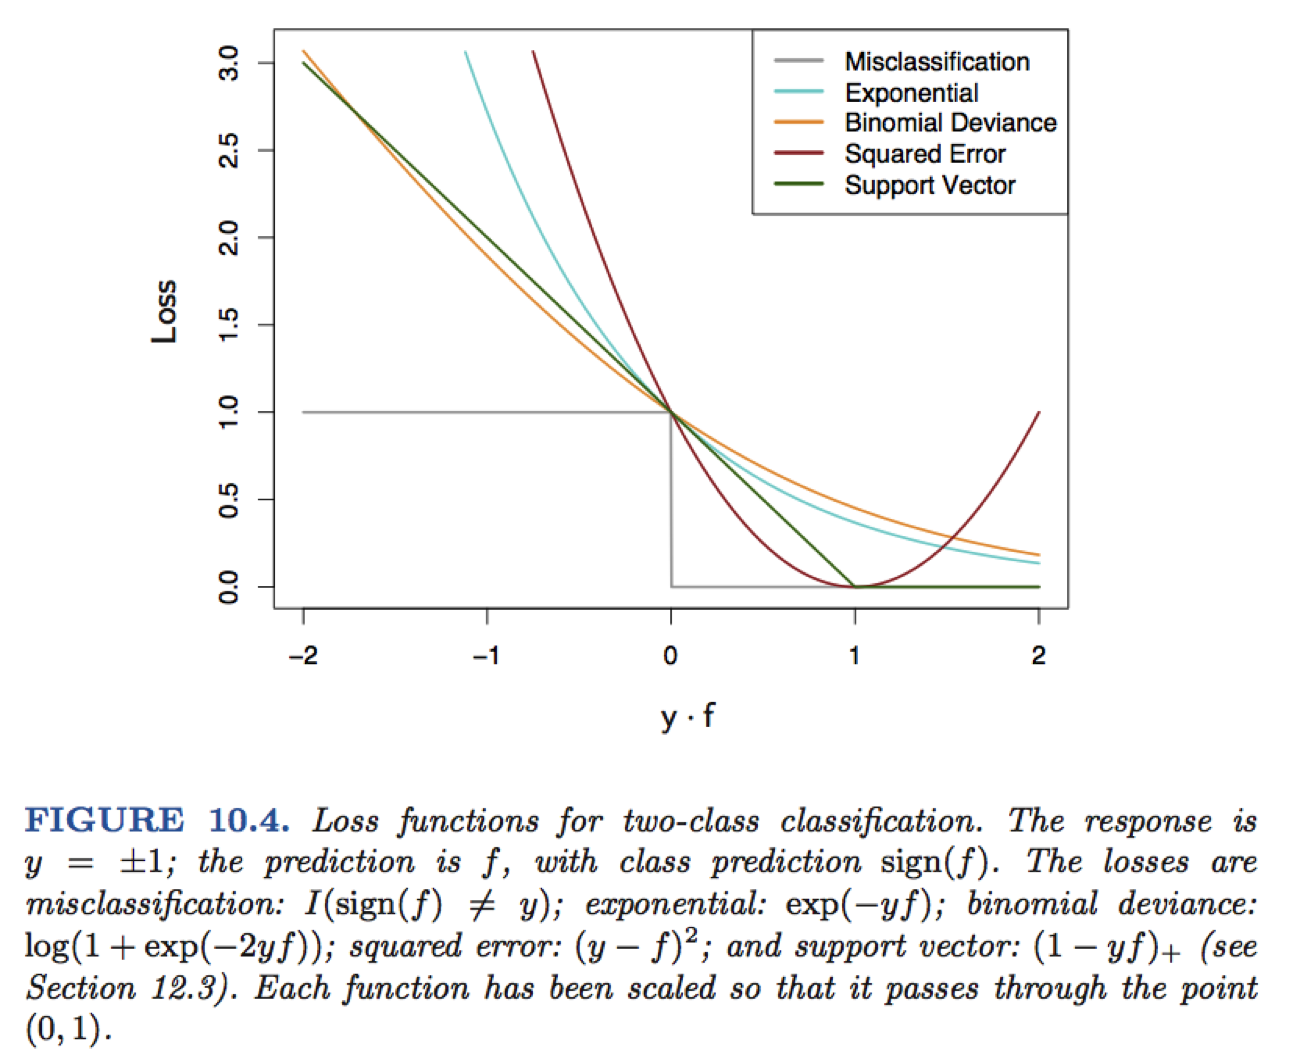 3.0
2.5
2.0
1.5
1.0
0.5
0.0
Loss
Misclassification
Exponential
Binomial Deviance
Squared Error
Support Vector
−2
−1
0
1
2
y · f
FIGURE 10.4. Loss functions for two-class classification. The response is
y = ±1; the prediction is f, with class prediction sign(f). The losses are
misclassification: I(sign(f) ≠ y); exponential: exp(−yf); binomial deviance:
log(1 + exp(−2yf)); squared error: (y − f)²; and support vector: (1 − yf)₊ (see
Section 12.3). Each function has been scaled so that it passes through the point
(0, 1).